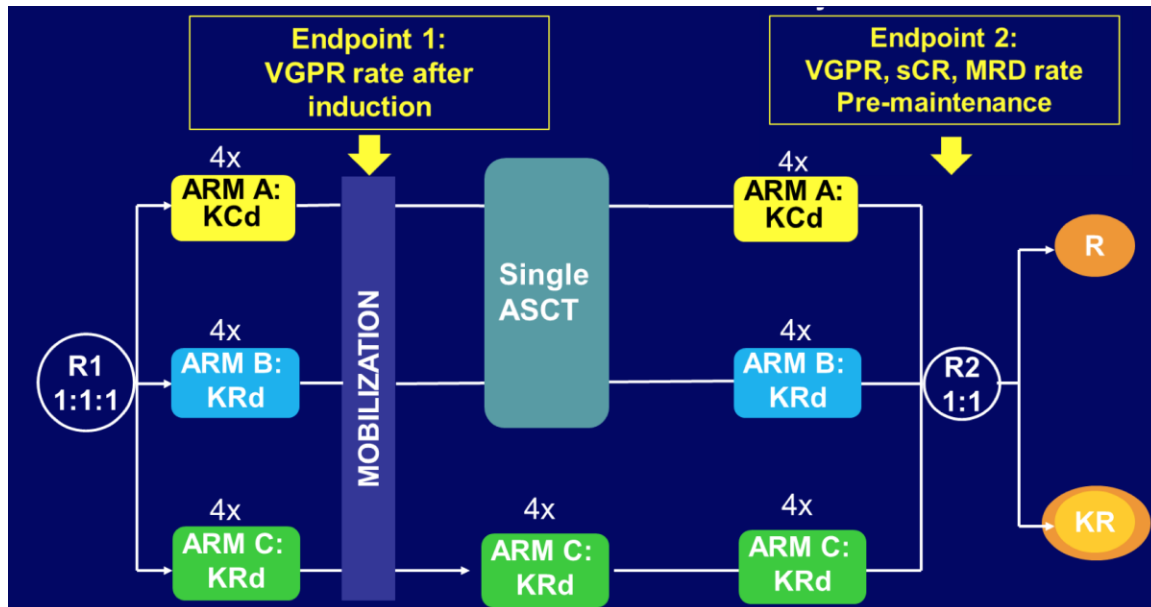 Endpoint 1:
VGPR rate after
induction
Endpoint 2:
VGPR, sCR, MRD rate
Pre-maintenance
4x
ARM A:
KCd
4x
ARM A:
KCd
R
Single
ASCT
MOBILIZATION
R1
1:1:1
4x
ARM B:
KRd
4x
ARM B:
KRd
R2
1:1
4x
ARM C:
KRd
4x
ARM C:
KRd
4x
ARM C:
KRd
KR